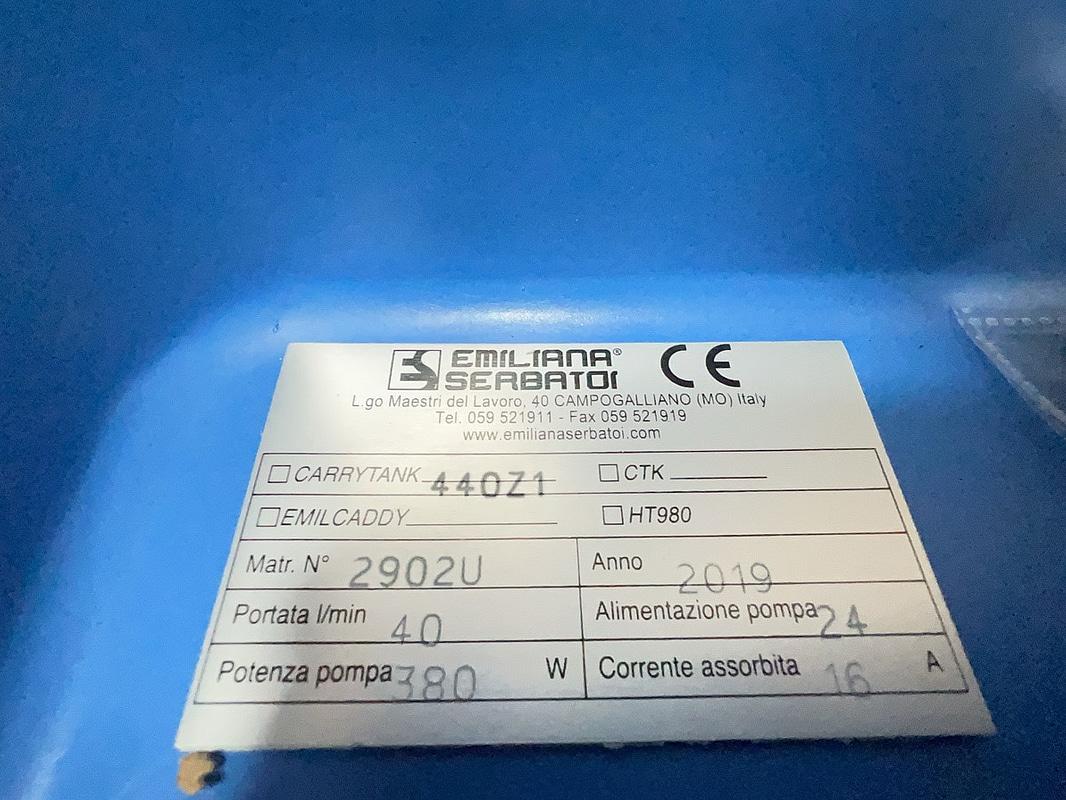 EMILIANA® CE
SERBATOI
L.go Maestri del Lavoro, 40 CAMPOGALLIANO (MO) Italy
Tel. 059 521911 - Fax 059 521919
www.emilianaserbatoi.com
CARRYTANK 440Z1 CTK
EMILCADDY HT980
Matr. N° 2902U Anno 2019
Portata l/min 40 Alimentazione pompa 24
Potenza pompa 380 W Corrente assorbita 16 A